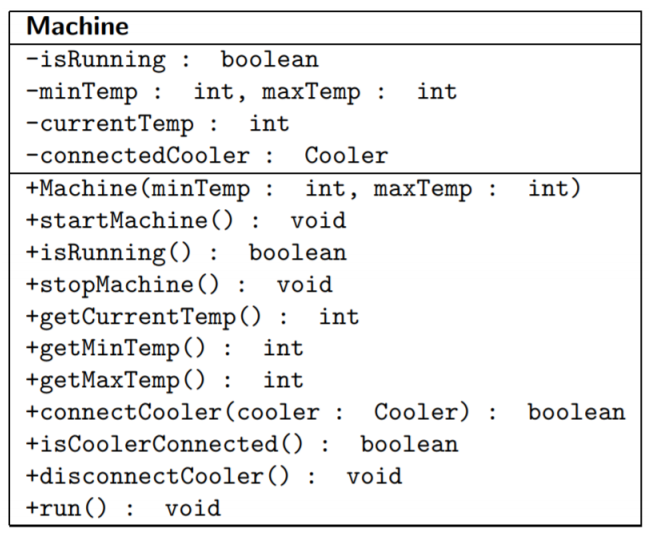 Machine
-isRunning : boolean
-minTemp : int, maxTemp : int
-currentTemp : int
-connectedCooler : Cooler
+Machine(minTemp : int, maxTemp : int)
+startMachine() : void
+isRunning() : boolean
+stopMachine() : void
+getCurrentTemp() : int
+getMinTemp() : int
+getMaxTemp() : int
+connectCooler(cooler : Cooler) : boolean
+isCoolerConnected() : boolean
+disconnectCooler() : void
+run() : void